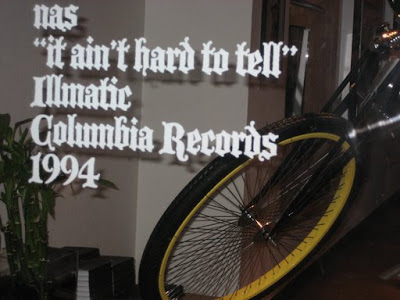 nas
"it ain't hard to tell"
Illmatic
Columbia Records
1994